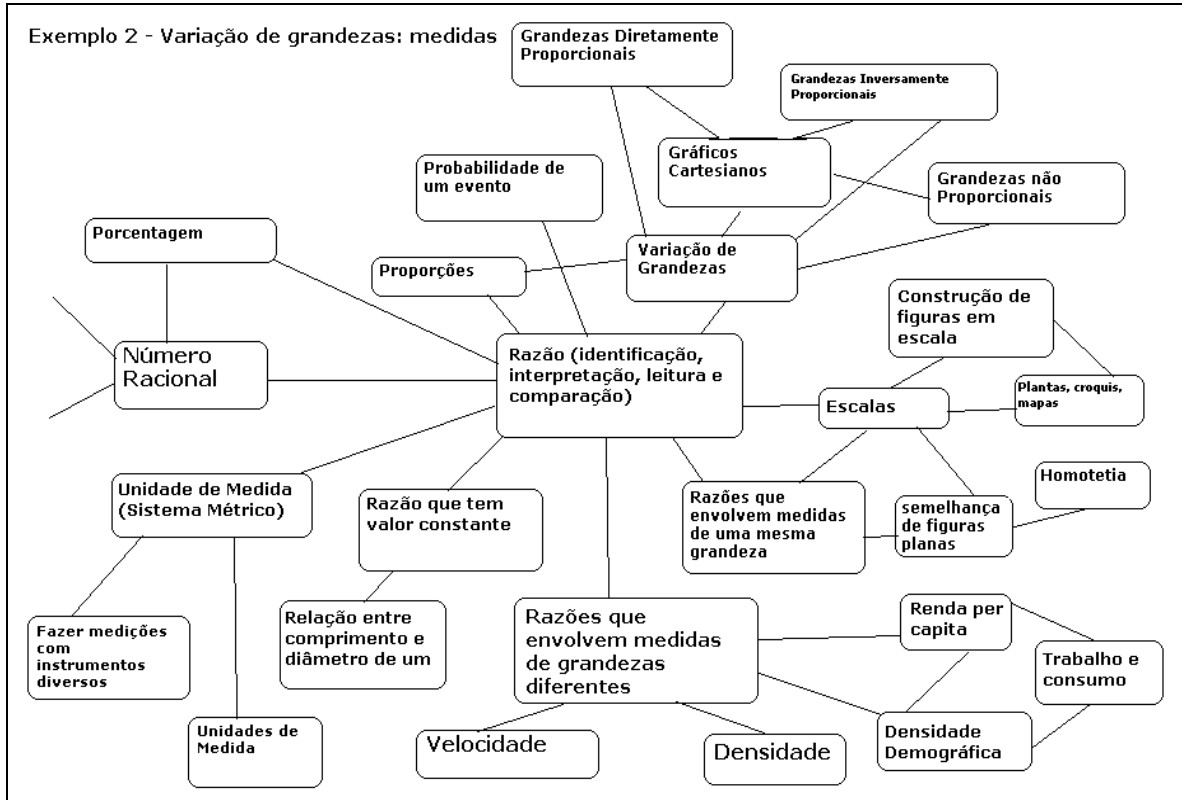 Exemplo 2 - Variação de grandezas: medidas
Grandezas Diretamente
Proporcionais
Grandezas Inversamente
Proporcionais
Gráficos
Cartesianos
Probabilidade de
um evento
Grandezas não
Proporcionais
Porcentagem
Variação de
Grandezas
Proporções
Construção de
figuras em
escala
Número
Racional
Razão (identificação,
interpretação, leitura e
comparação)
Escalas
Plantas, croquis,
mapas
Unidade de Medida
(Sistema Métrico)
Razão que tem
valor constante
Razões que
envolvem medidas
de uma mesma
grandeza
semelhança
de figuras
planas
Homotetia
Fazer medições
com
instrumentos
diversos
Relação entre
comprimento e
diâmetro de um
Razões que
envolvem medidas
de grandezas
diferentes
Renda per
capita
Trabalho e
consumo
Unidades de
Medida
Velocidade
Densidade
Densidade
Demográfica